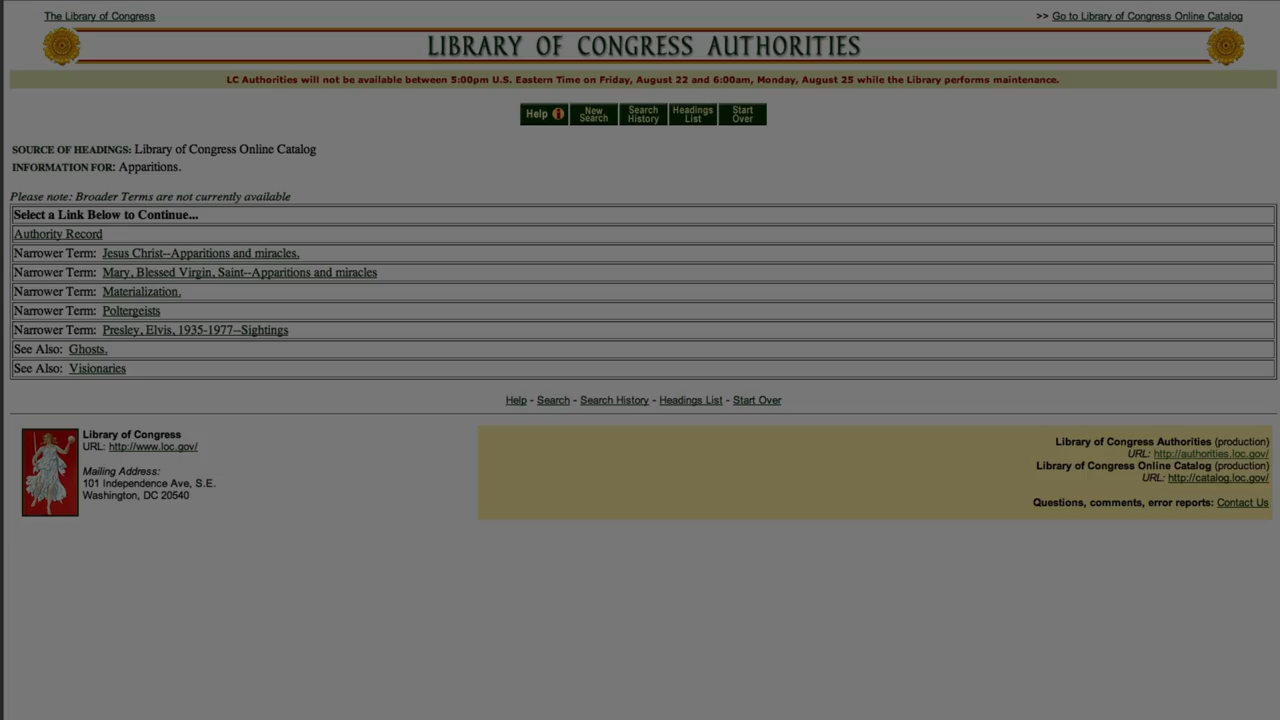 The Library of Congress
>> Go to Library of Congress Online Catalog
LIBRARY OF CONGRESS AUTHORITIES
LC Authorities will not be available between 5:00pm U.S. Eastern Time on Friday, August 22 and 6:00am, Monday, August 25 while the Library performs maintenance.
Help i New Search Search History Headings List Start Over
SOURCE OF HEADINGS: Library of Congress Online Catalog
INFORMATION FOR: Apparitions.
Please note: Broader Terms are not currently available
Select a Link Below to Continue...
Authority Record
Narrower Term: Jesus Christ--Apparitions and miracles.
Narrower Term: Mary, Blessed Virgin, Saint--Apparitions and miracles
Narrower Term: Materialization.
Narrower Term: Poltergeists
Narrower Term: Presley, Elvis, 1935-1977--Sightings
See Also: Ghosts.
See Also: Visionaries
Help - Search - Search History - Headings List - Start Over
Library of Congress
URL: http://www.loc.gov/
Mailing Address:
101 Independence Ave, S.E.
Washington, DC 20540
Library of Congress Authorities (production)
URL: http://authorities.loc.gov/
Library of Congress Online Catalog (production)
URL: http://catalog.loc.gov/
Questions, comments, error reports: Contact Us